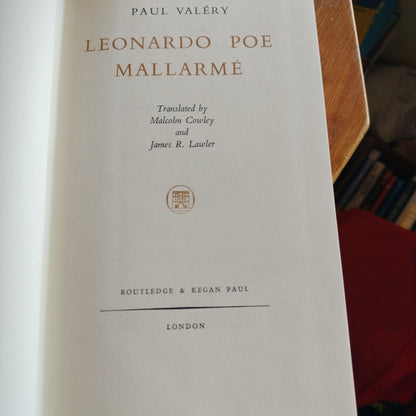 PAUL VALÉRY
LEONARDO POE
MALLARMÉ
Translated by
Malcolm Cowley
and
James R. Lawler
ROUTLEDGE & KEGAN PAUL
LONDON